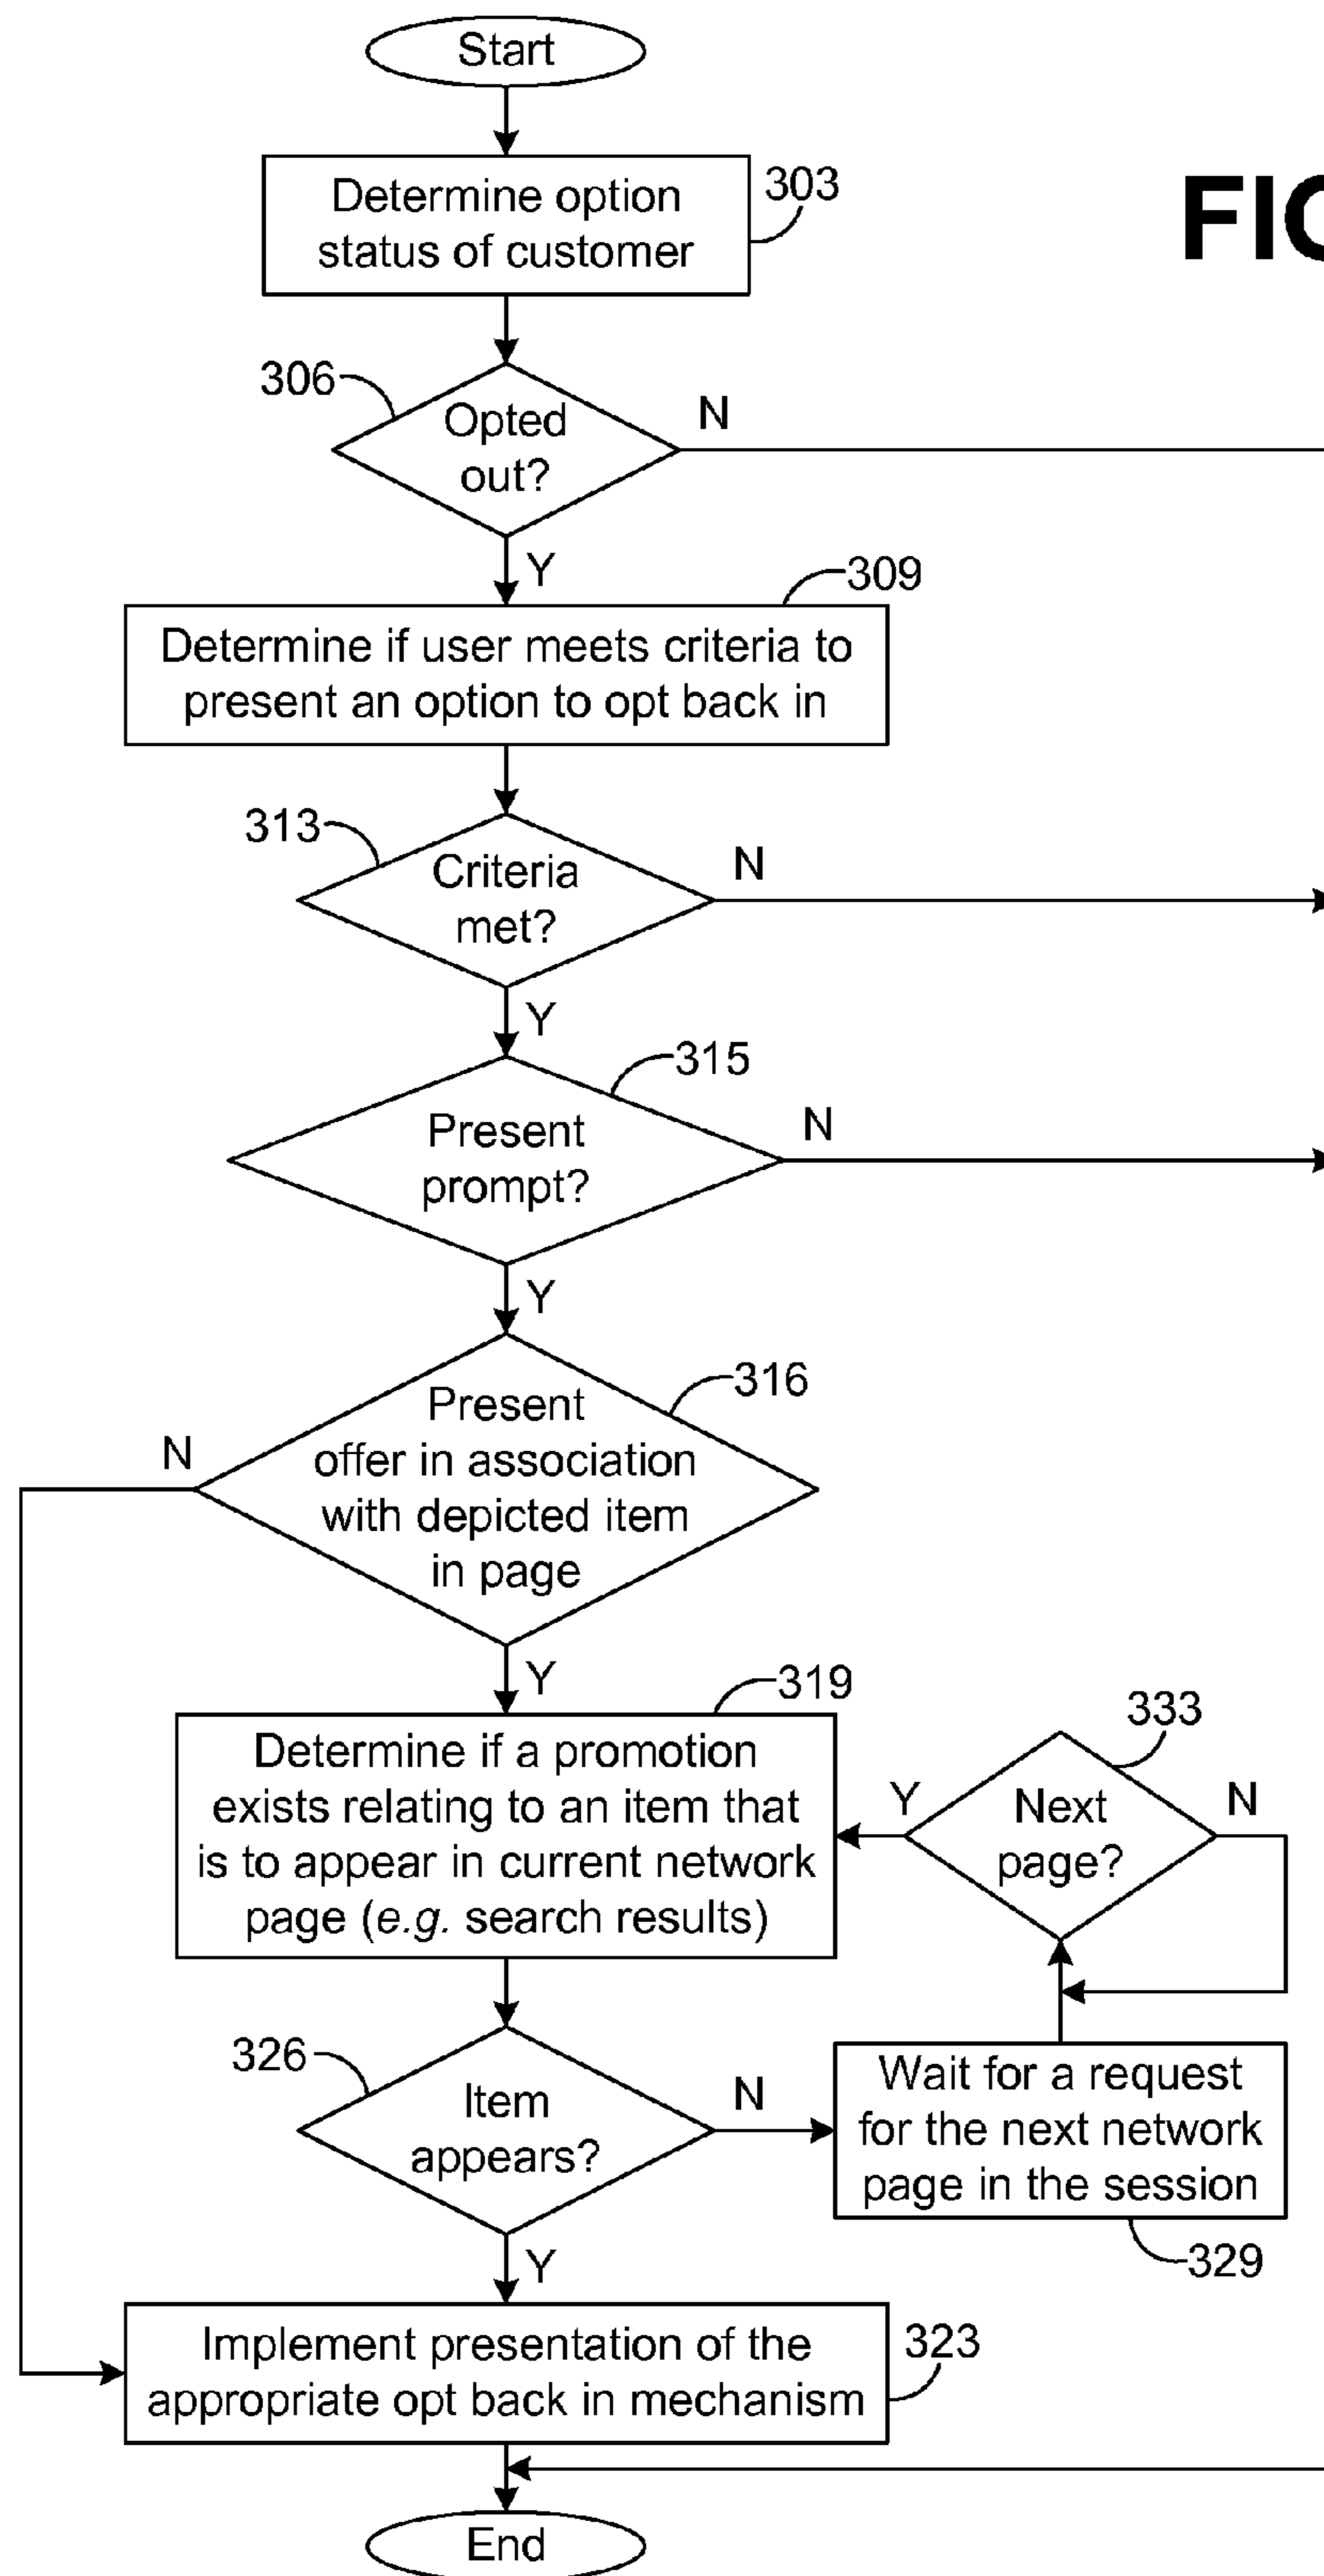 Start
Determine option
status of customer
303
FIG
306
Opted
out?
N
Y
309
Determine if user meets criteria to
present an option to opt back in
313
Criteria
met?
N
Y
315
Present
prompt?
N
Y
316
Present
offer in association
with depicted item
in page
N
Y
319
Determine if a promotion
exists relating to an item that
is to appear in current network
page (e.g. search results)
333
Y
Next
page?
N
326
Item
appears?
N
Y
Wait for a request
for the next network
page in the session
329
Implement presentation of the
appropriate opt back in mechanism
323
End